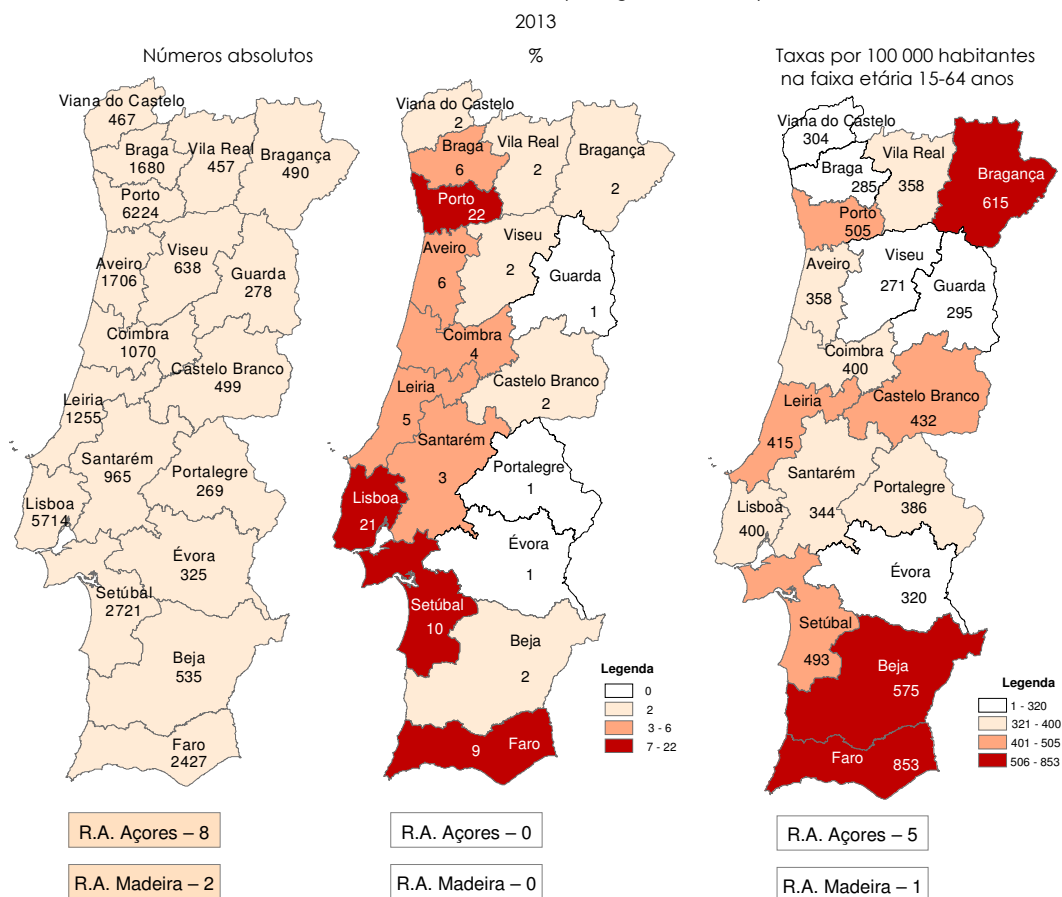 2013
Números absolutos
Viana do Castelo
467
Braga
1680
Vila Real
457
Bragança
490
Porto
6224
Aveiro
1706
Viseu
638
Guarda
278
Coimbra
1070
Castelo Branco
499
Leiria
1255
Santarém
965
Portalegre
269
Lisboa
5714
Évora
325
Setúbal
2721
Beja
535
Faro
2427
R.A. Açores – 8
R.A. Madeira – 2
%
Viana do Castelo
2
Braga
6
Vila Real
2
Bragança
2
Porto
22
Aveiro
6
Viseu
2
Guarda
1
Coimbra
4
Castelo Branco
2
Leiria
5
Santarém
3
Portalegre
1
Lisboa
21
Évora
1
Setúbal
10
Beja
2
Faro
9
Legenda
0
2
3 - 6
7 - 22
R.A. Açores – 0
R.A. Madeira – 0
Taxas por 100 000 habitantes
na faixa etária 15-64 anos
Viana do Castelo
304
Braga
285
Vila Real
358
Bragança
615
Porto
505
Aveiro
358
Viseu
271
Guarda
295
Coimbra
400
Castelo Branco
432
Leiria
415
Santarém
344
Portalegre
386
Lisboa
400
Évora
320
Setúbal
493
Beja
575
Faro
853
Legenda
1 - 320
321 - 400
401 - 505
506 - 853
R.A. Açores – 5
R.A. Madeira – 1